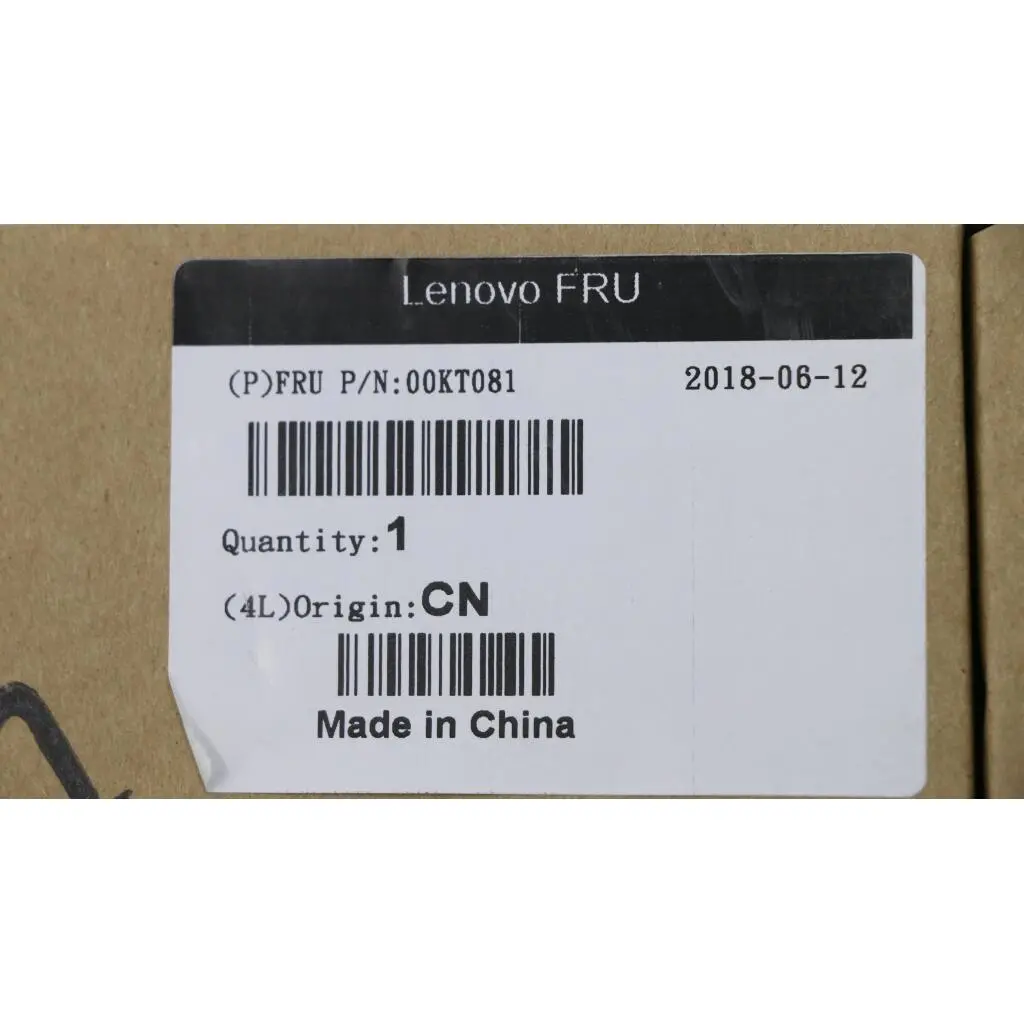 Lenovo FRU
(P)FRU P/N:00KT081 2018-06-12
Quantity:1
(4L)Origin:CN
Made in China